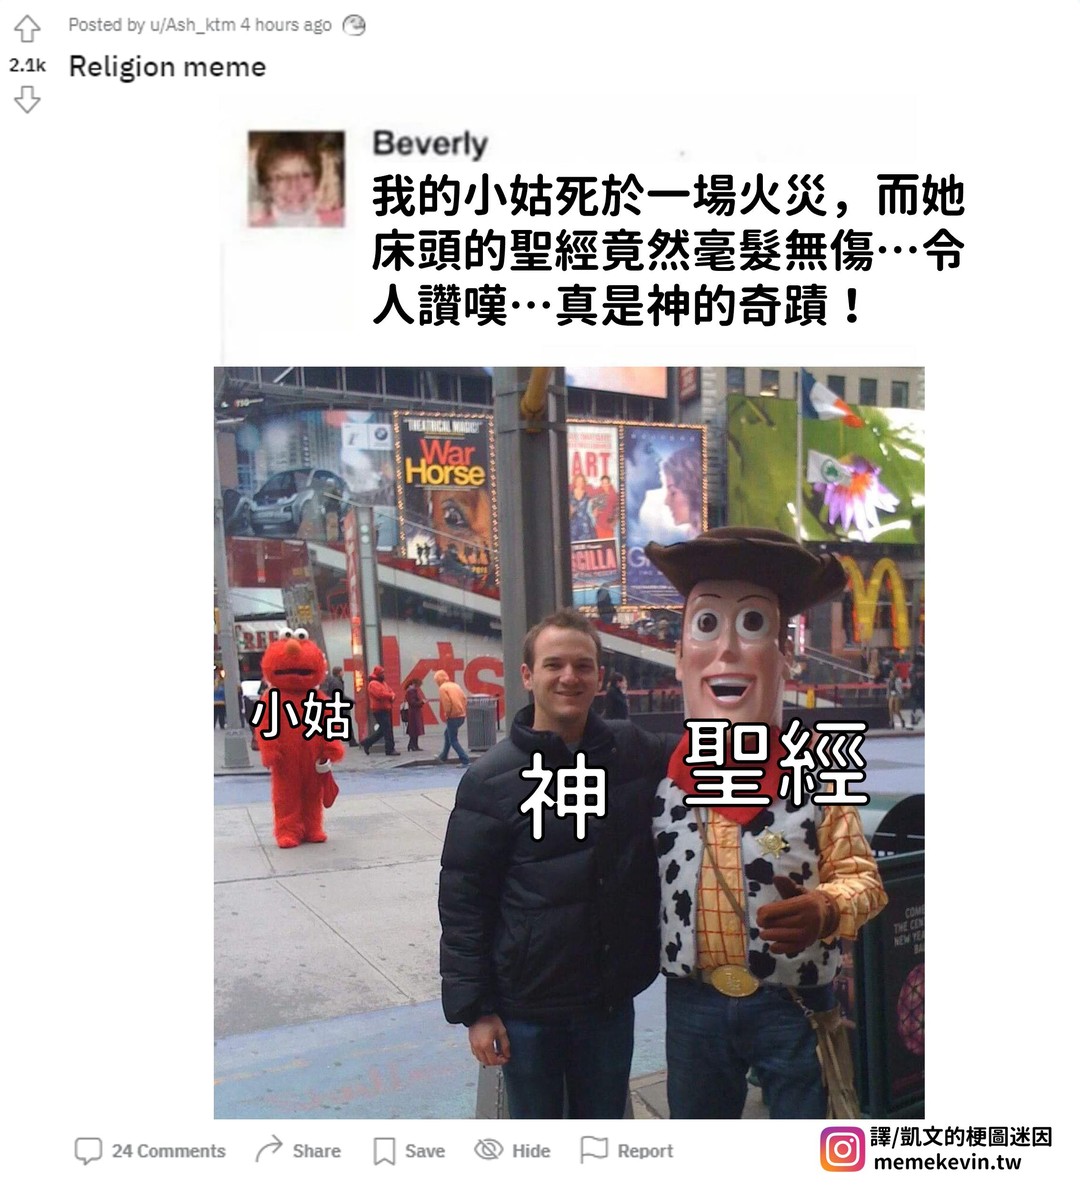 Posted by u/Ash_ktm 4 hours ago
2.1k
Religion meme
Beverly
我的小姑死於一場火災，而她
床頭的聖經竟然毫髮無傷⋯令
人讚嘆⋯真是神的奇蹟！
"THEATRICAL MAGIC!"
War
Horse
ART
tkts
小姑
神
聖經
24 Comments
Share
Save
Hide
Report
譯/凱文的梗圖迷因
memekevin.tw